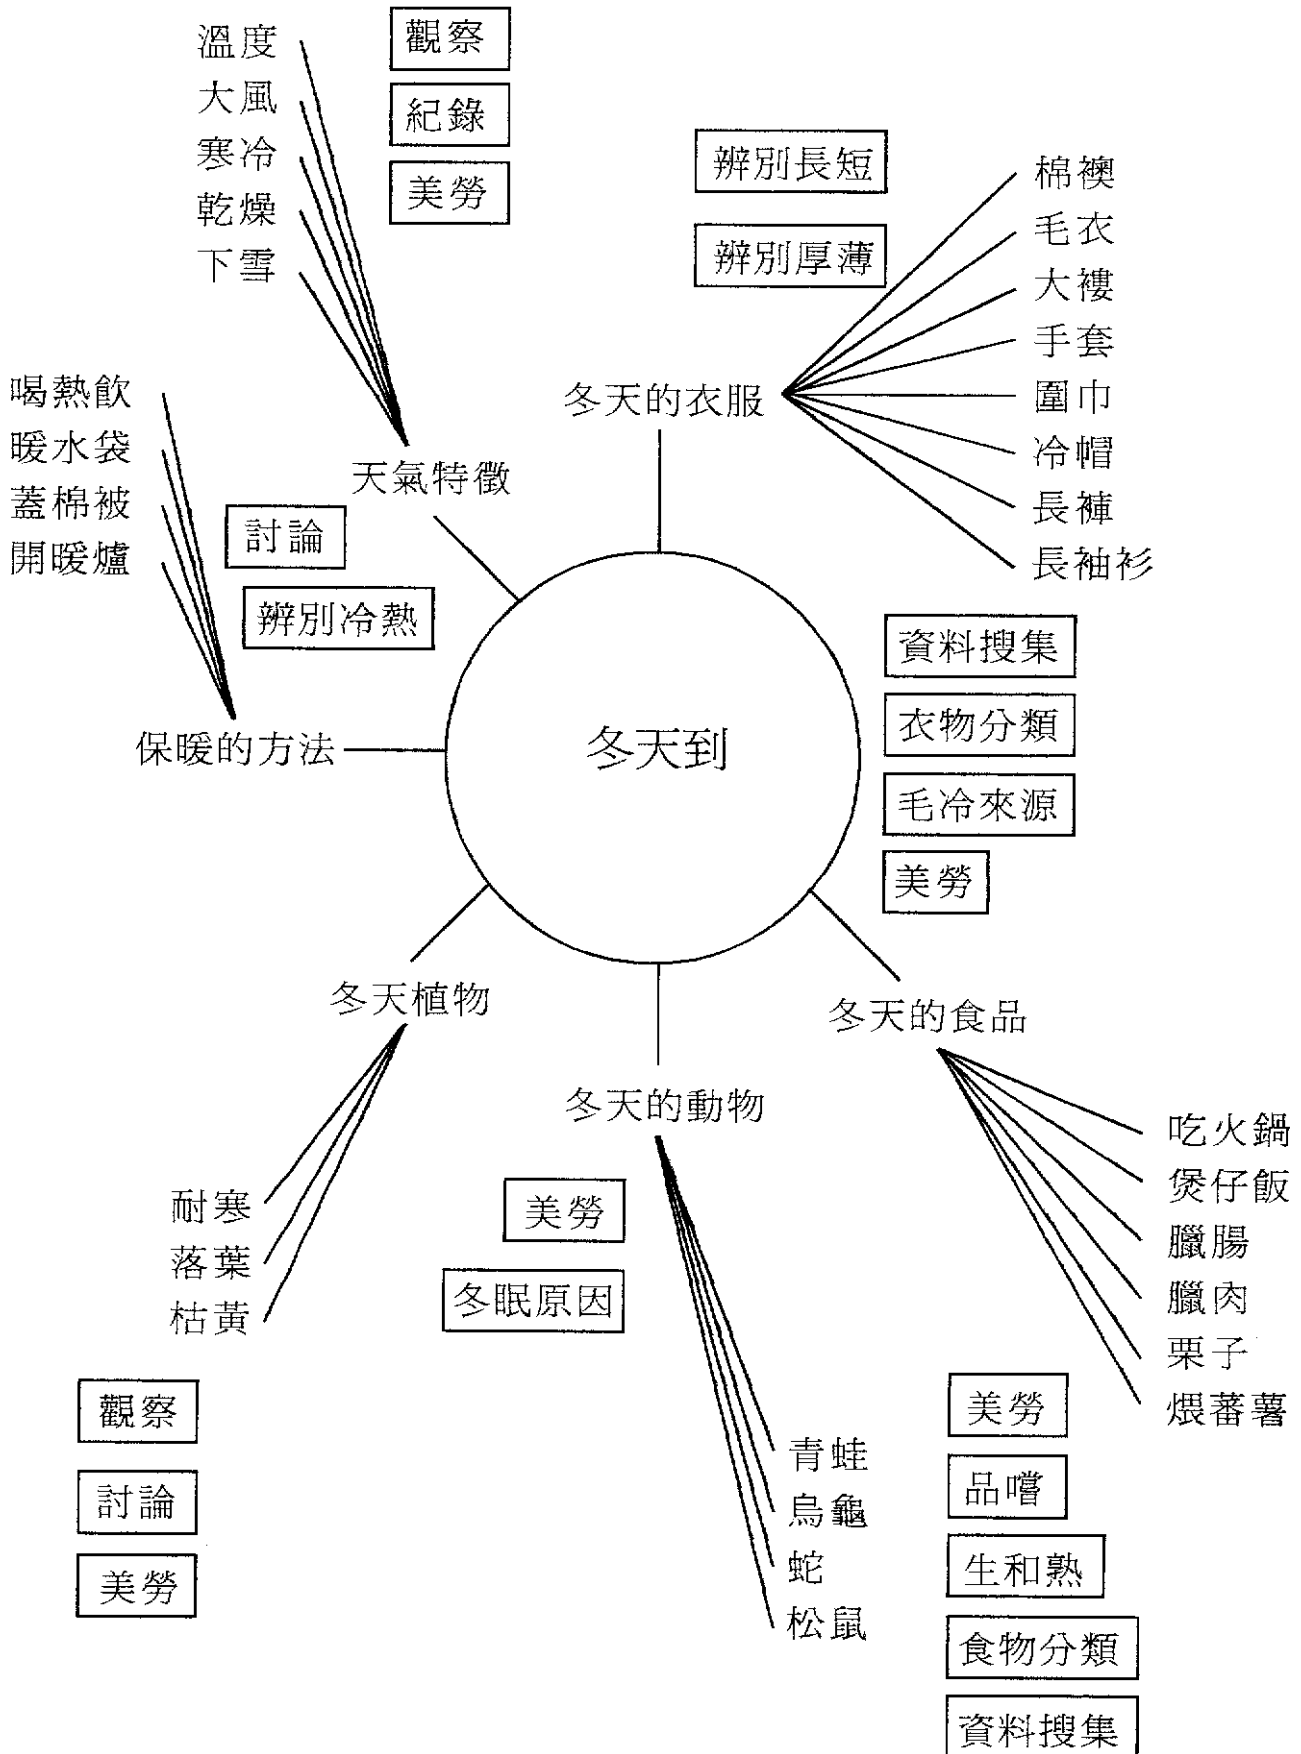 溫度
大風
寒冷
乾燥
下雪
觀察
紀錄
美勞
天氣特徵
辨別長短
辨別厚薄
冬天的衣服
棉襖
毛衣
大褸
手套
圍巾
冷帽
長褲
長袖衫
喝熱飲
暖水袋
蓋棉被
開暖爐
討論
辨別冷熱
保暖的方法
冬天到
資料搜集
衣物分類
毛冷來源
美勞
冬天植物
耐寒
落葉
枯黃
觀察
討論
美勞
冬天的動物
美勞
冬眠原因
青蛙
烏龜
蛇
松鼠
冬天的食品
吃火鍋
煲仔飯
臘腸
臘肉
栗子
煨蕃薯
美勞
品嚐
生和熟
食物分類
資料搜集